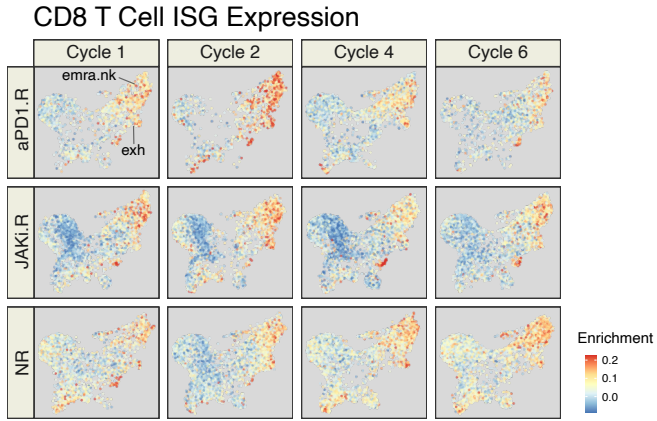 CD8 T Cell ISG Expression
Cycle 1
Cycle 2
Cycle 4
Cycle 6
aPD1.R
emra.nk
exh
JAKi.R
NR
Enrichment
0.2
0.1
0.0